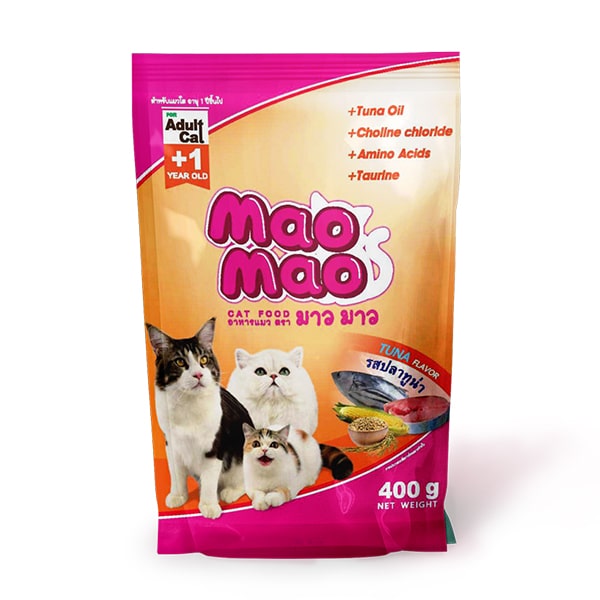 สำหรับแมวโต อายุ 1 ปีขึ้นไป
FOR
Adult
Cat
+1
YEAR OLD
+Tuna Oil
+Choline chloride
+Amino Acids
+Taurine
mao
mao
CAT FOOD
อาหารแมว ตรา มาว มาว
TUNA FLAVOR
รสปลาทูน่า
400 g
NET WEIGHT